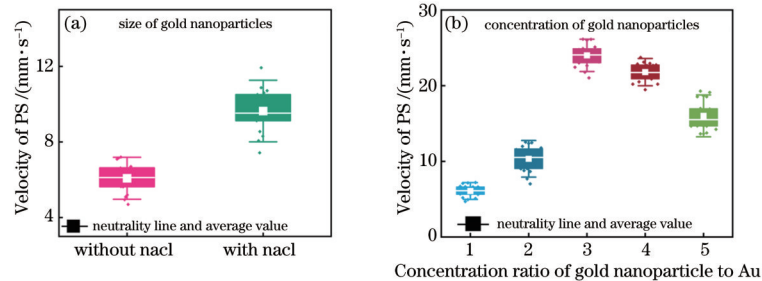 (a)
size of gold nanoparticles
Velocity of PS /(mm·s⁻¹)
12
8
4
neutrality line and average value
without nacl
with nacl
(b)
concentration of gold nanoparticles
Velocity of PS /(mm·s⁻¹)
30
20
10
0
neutrality line and average value
1
2
3
4
5
Concentration ratio of gold nanoparticle to Au